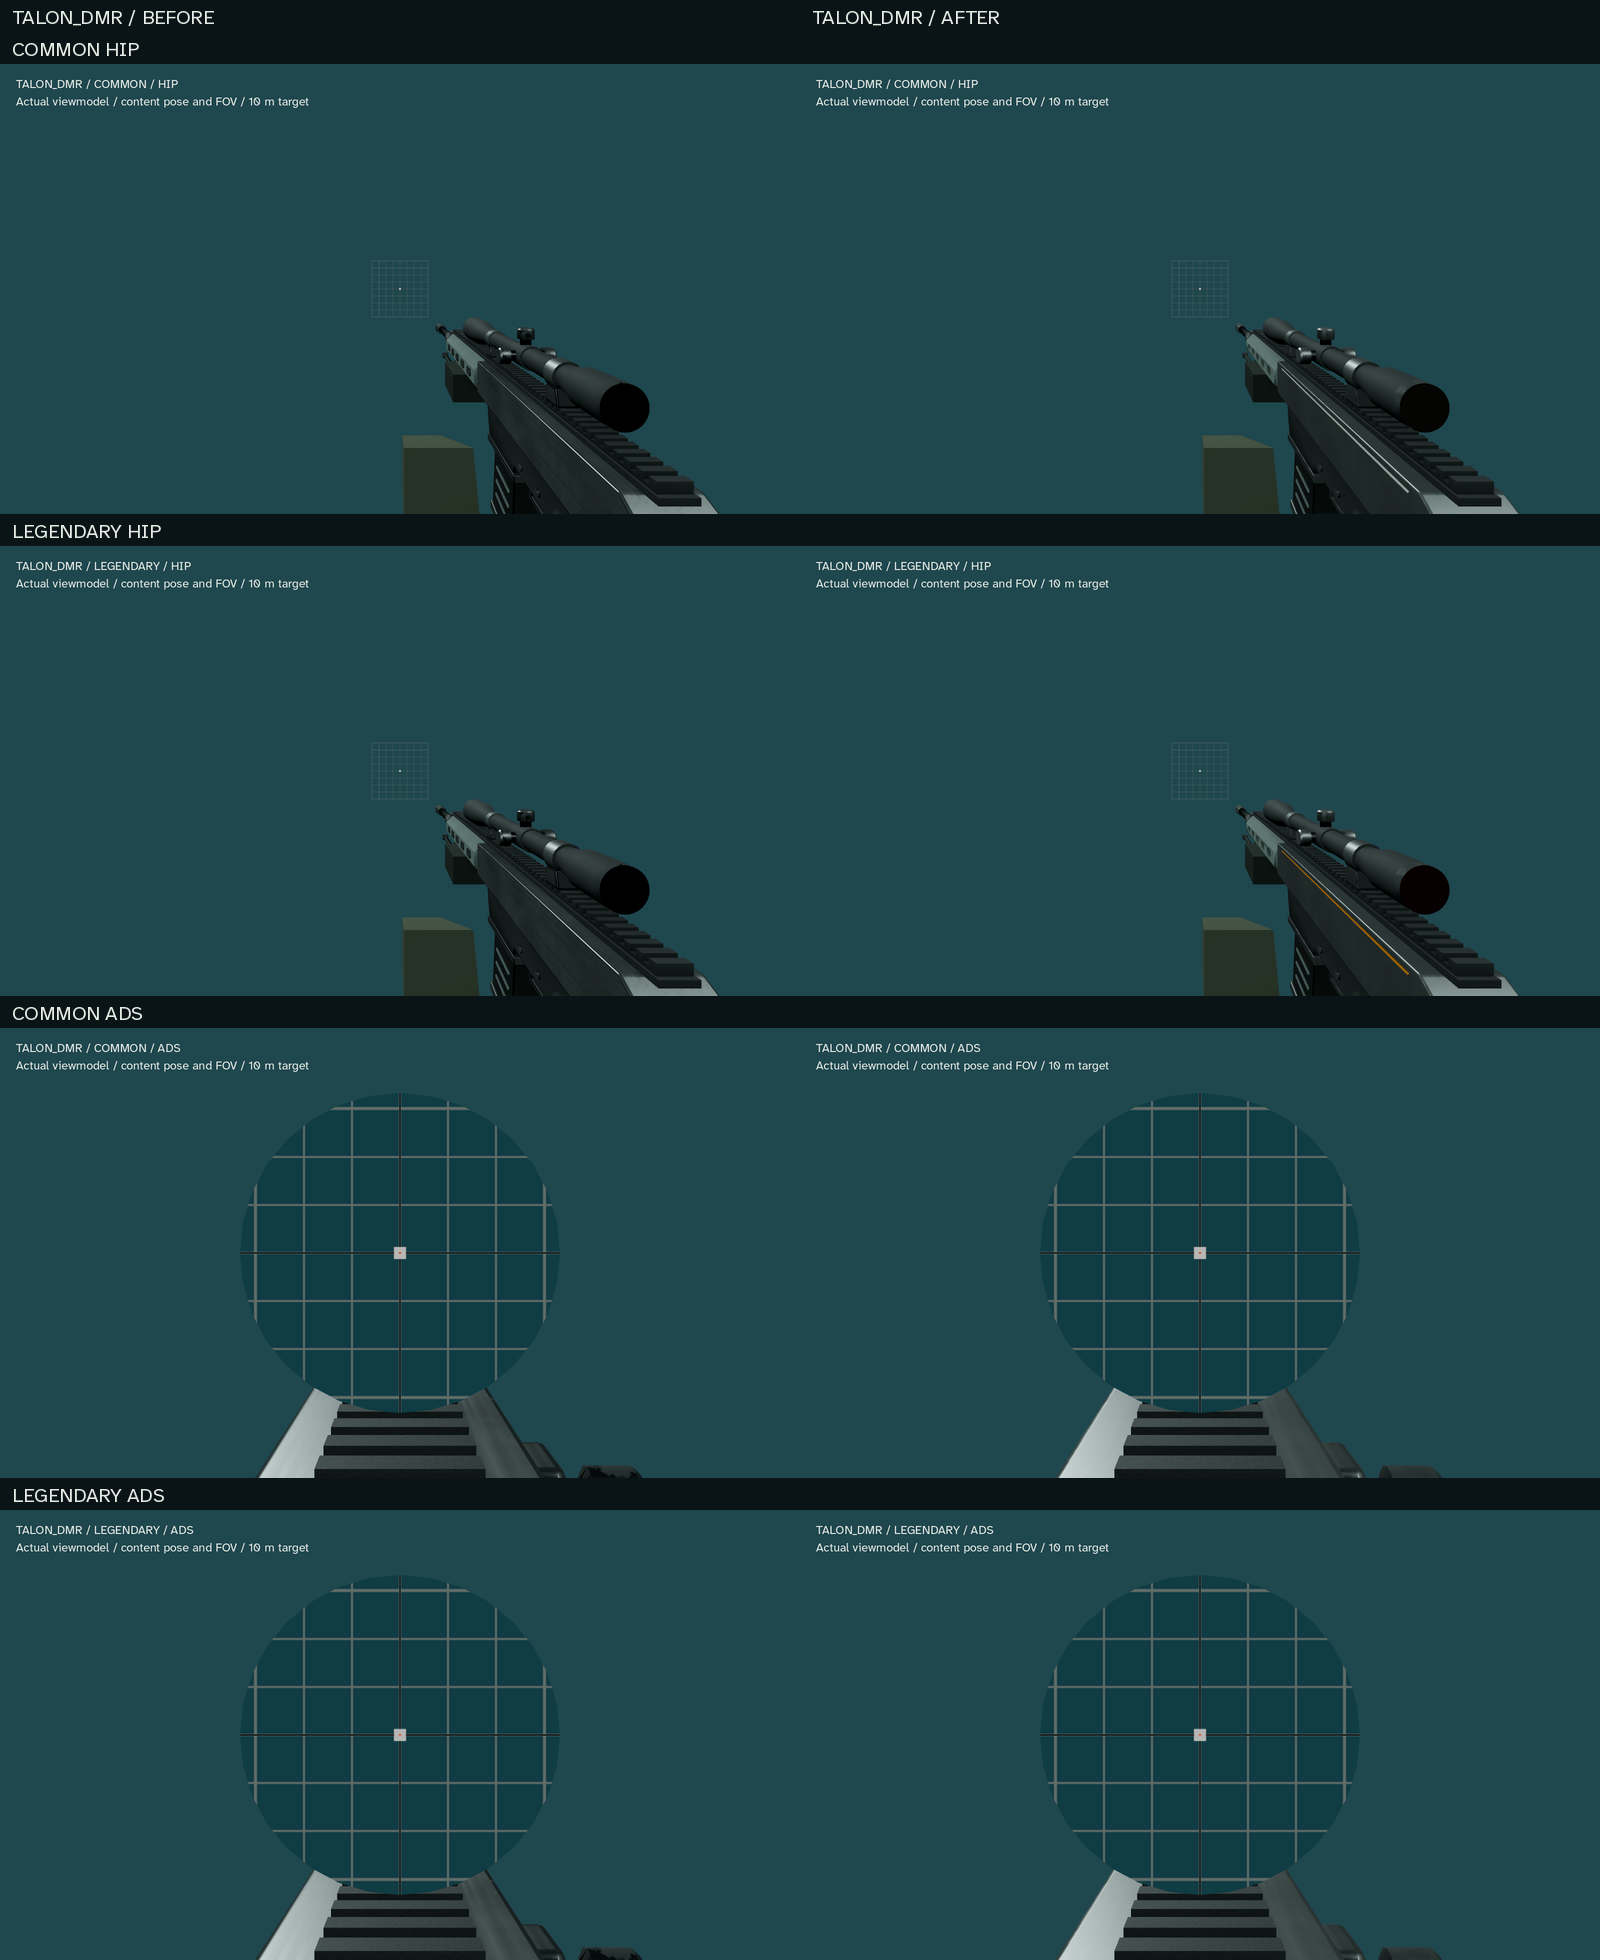 TALON_DMR / BEFORE
TALON_DMR / AFTER
COMMON HIP
TALON_DMR / COMMON / HIP
Actual viewmodel / content pose and FOV / 10 m target
TALON_DMR / COMMON / HIP
Actual viewmodel / content pose and FOV / 10 m target
LEGENDARY HIP
TALON_DMR / LEGENDARY / HIP
Actual viewmodel / content pose and FOV / 10 m target
TALON_DMR / LEGENDARY / HIP
Actual viewmodel / content pose and FOV / 10 m target
COMMON ADS
TALON_DMR / COMMON / ADS
Actual viewmodel / content pose and FOV / 10 m target
TALON_DMR / COMMON / ADS
Actual viewmodel / content pose and FOV / 10 m target
LEGENDARY ADS
TALON_DMR / LEGENDARY / ADS
Actual viewmodel / content pose and FOV / 10 m target
TALON_DMR / LEGENDARY / ADS
Actual viewmodel / content pose and FOV / 10 m target